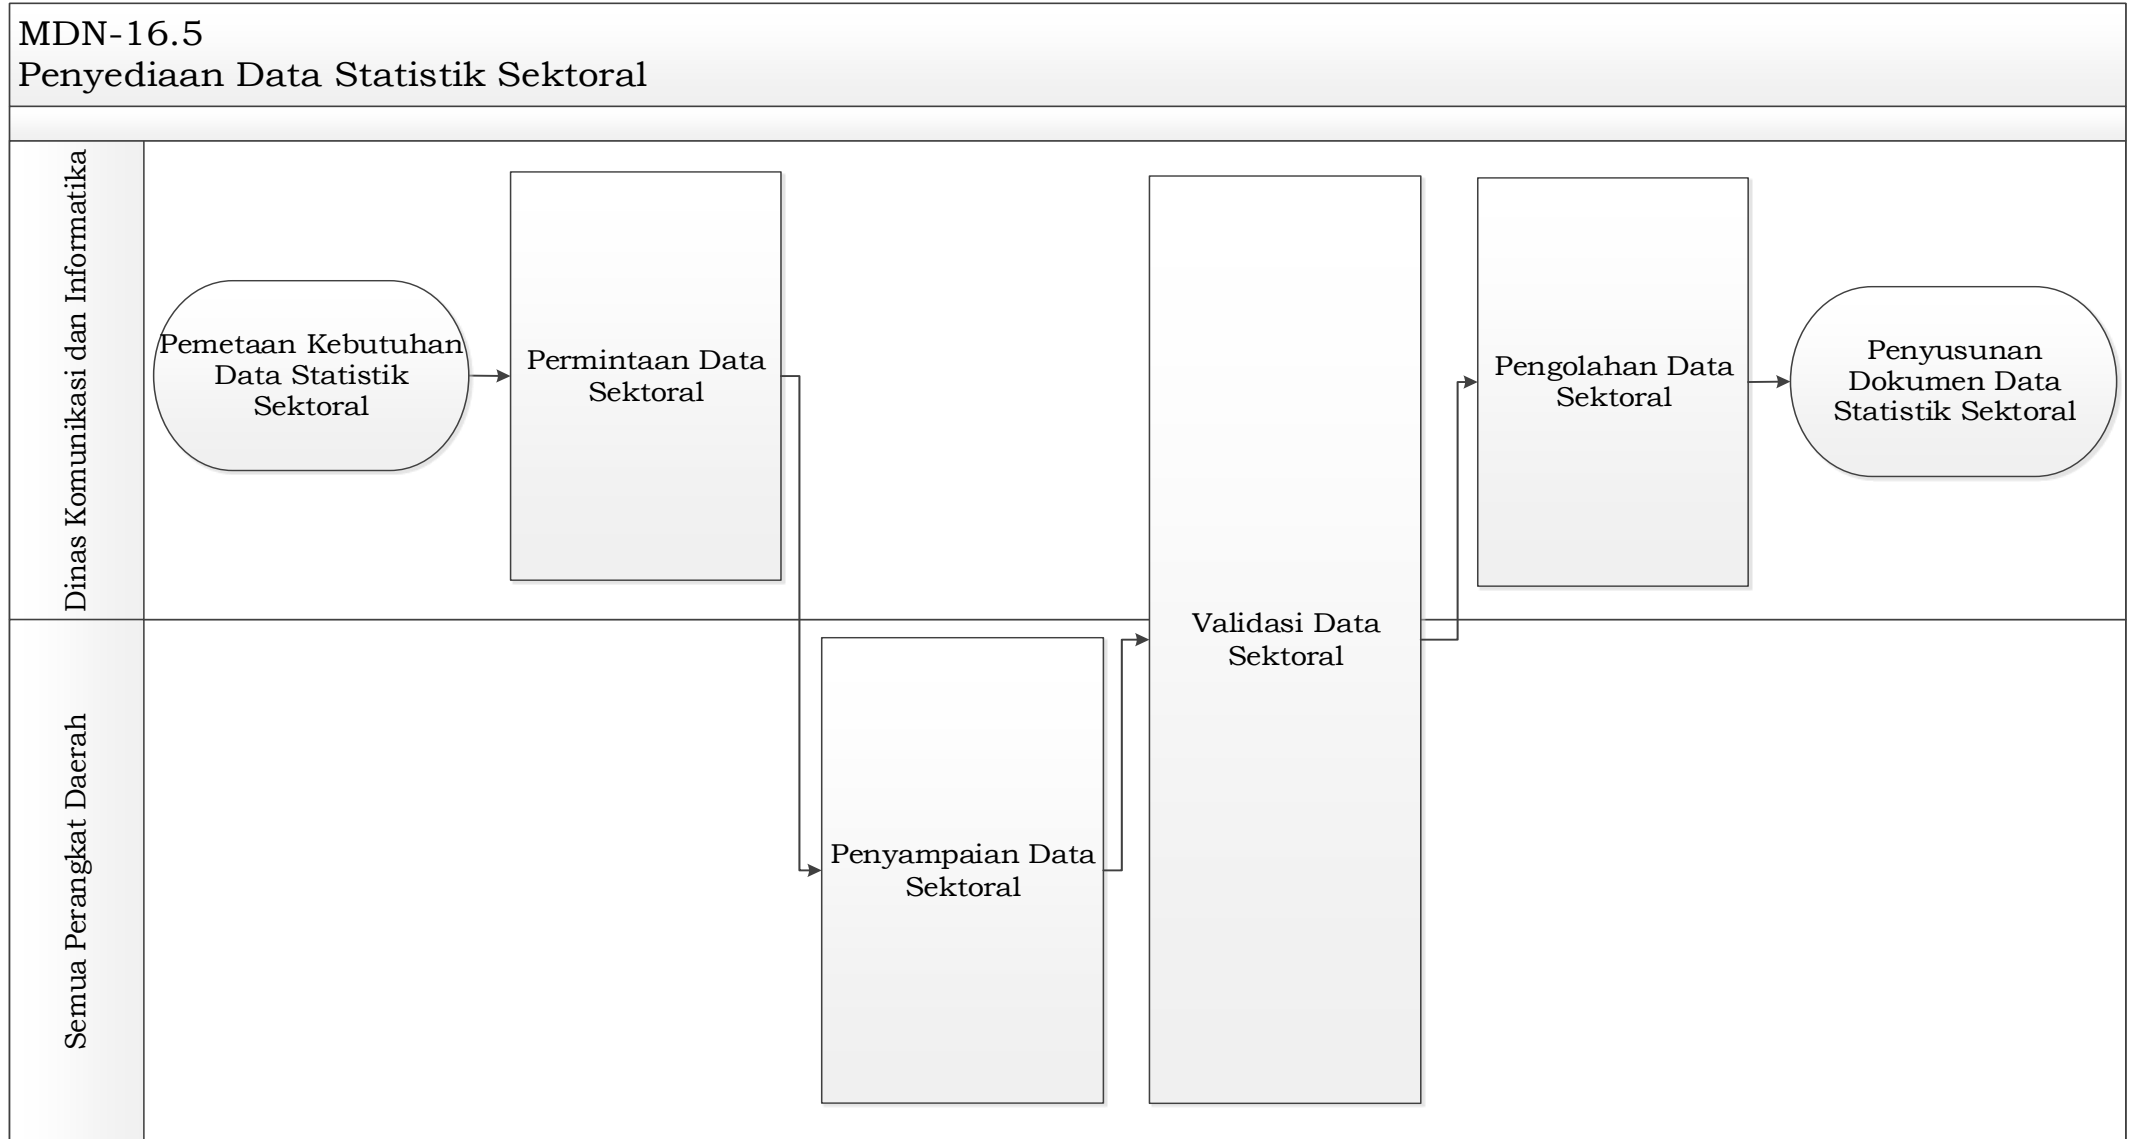 MDN-16.5
Penyediaan Data Statistik Sektoral
Dinas Komunikasi dan Informatika
Pemetaan Kebutuhan
Data Statistik
Sektoral
Permintaan Data
Sektoral
Validasi Data
Sektoral
Pengolahan Data
Sektoral
Penyusunan
Dokumen Data
Statistik Sektoral
Semua Perangkat Daerah
Penyampaian Data
Sektoral